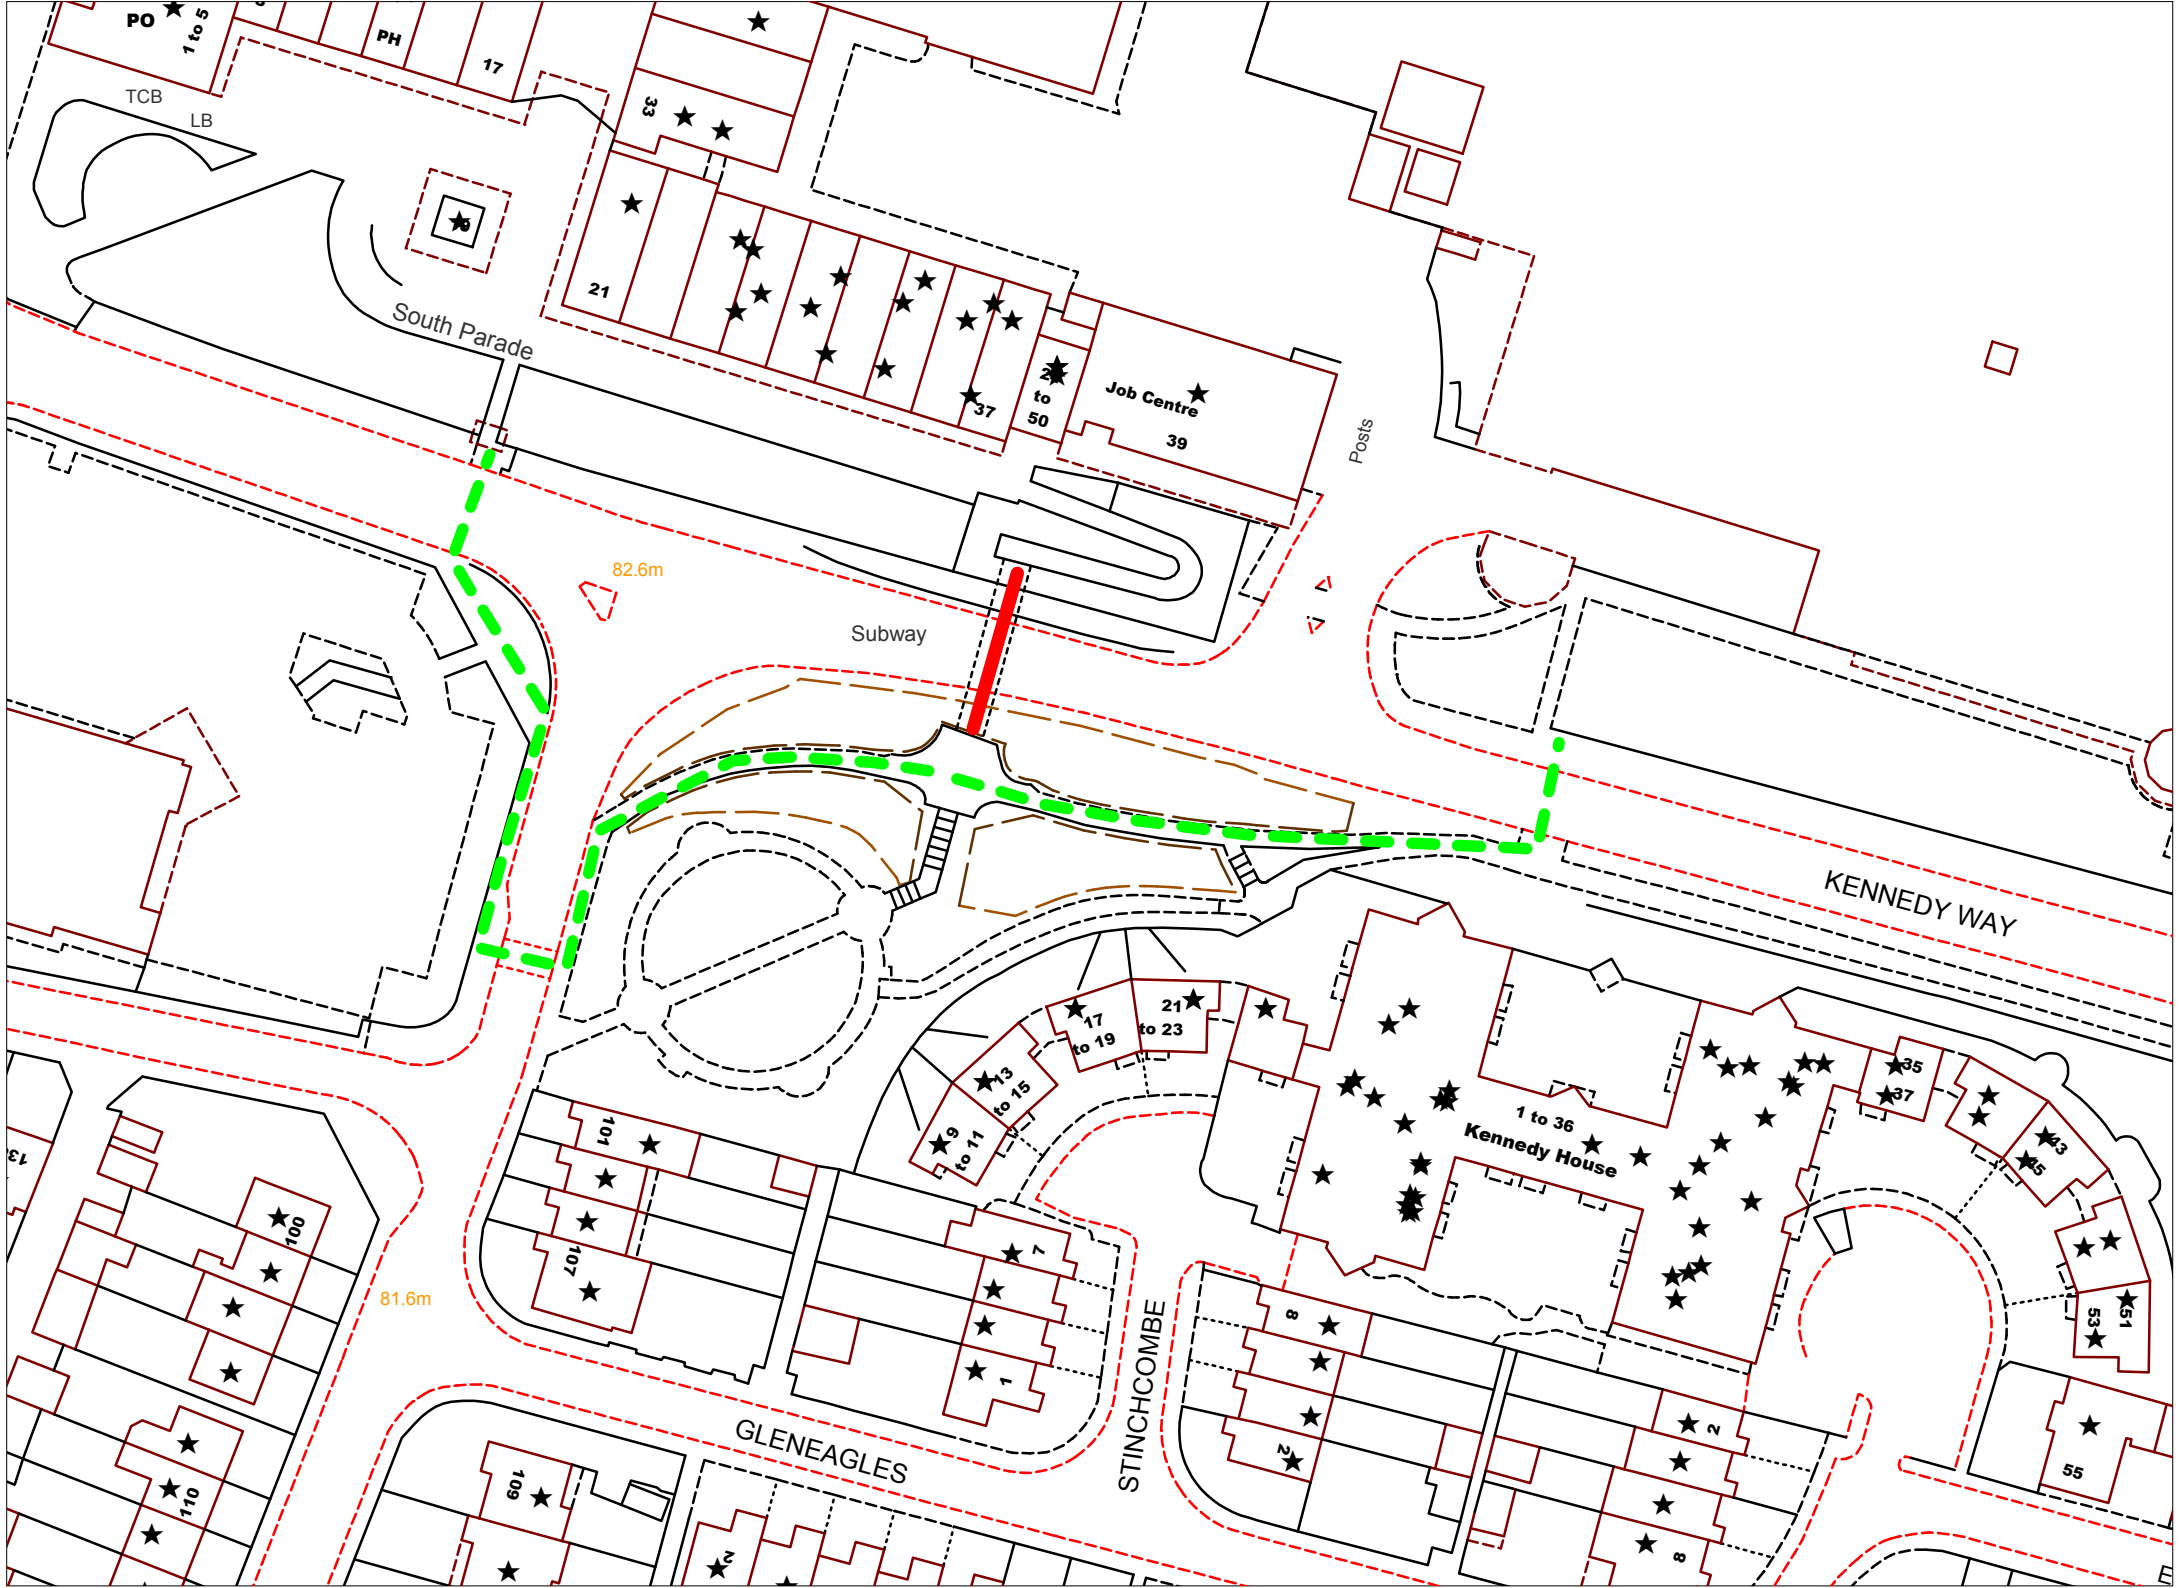 PO
1 to 5
PH
17
TCB
LB
33
21
South Parade
37
to
50
Job Centre
39
Posts
82.6m
Subway
KENNEDY WAY
17
to 19
21
to 23
13
to 15
9
to 11
1 to 36
Kennedy House
35
37
43
45
51
53
55
101
107
100
81.6m
7
1
8
2
2
8
110
109
2
GLENEAGLES
STINCHCOMBE